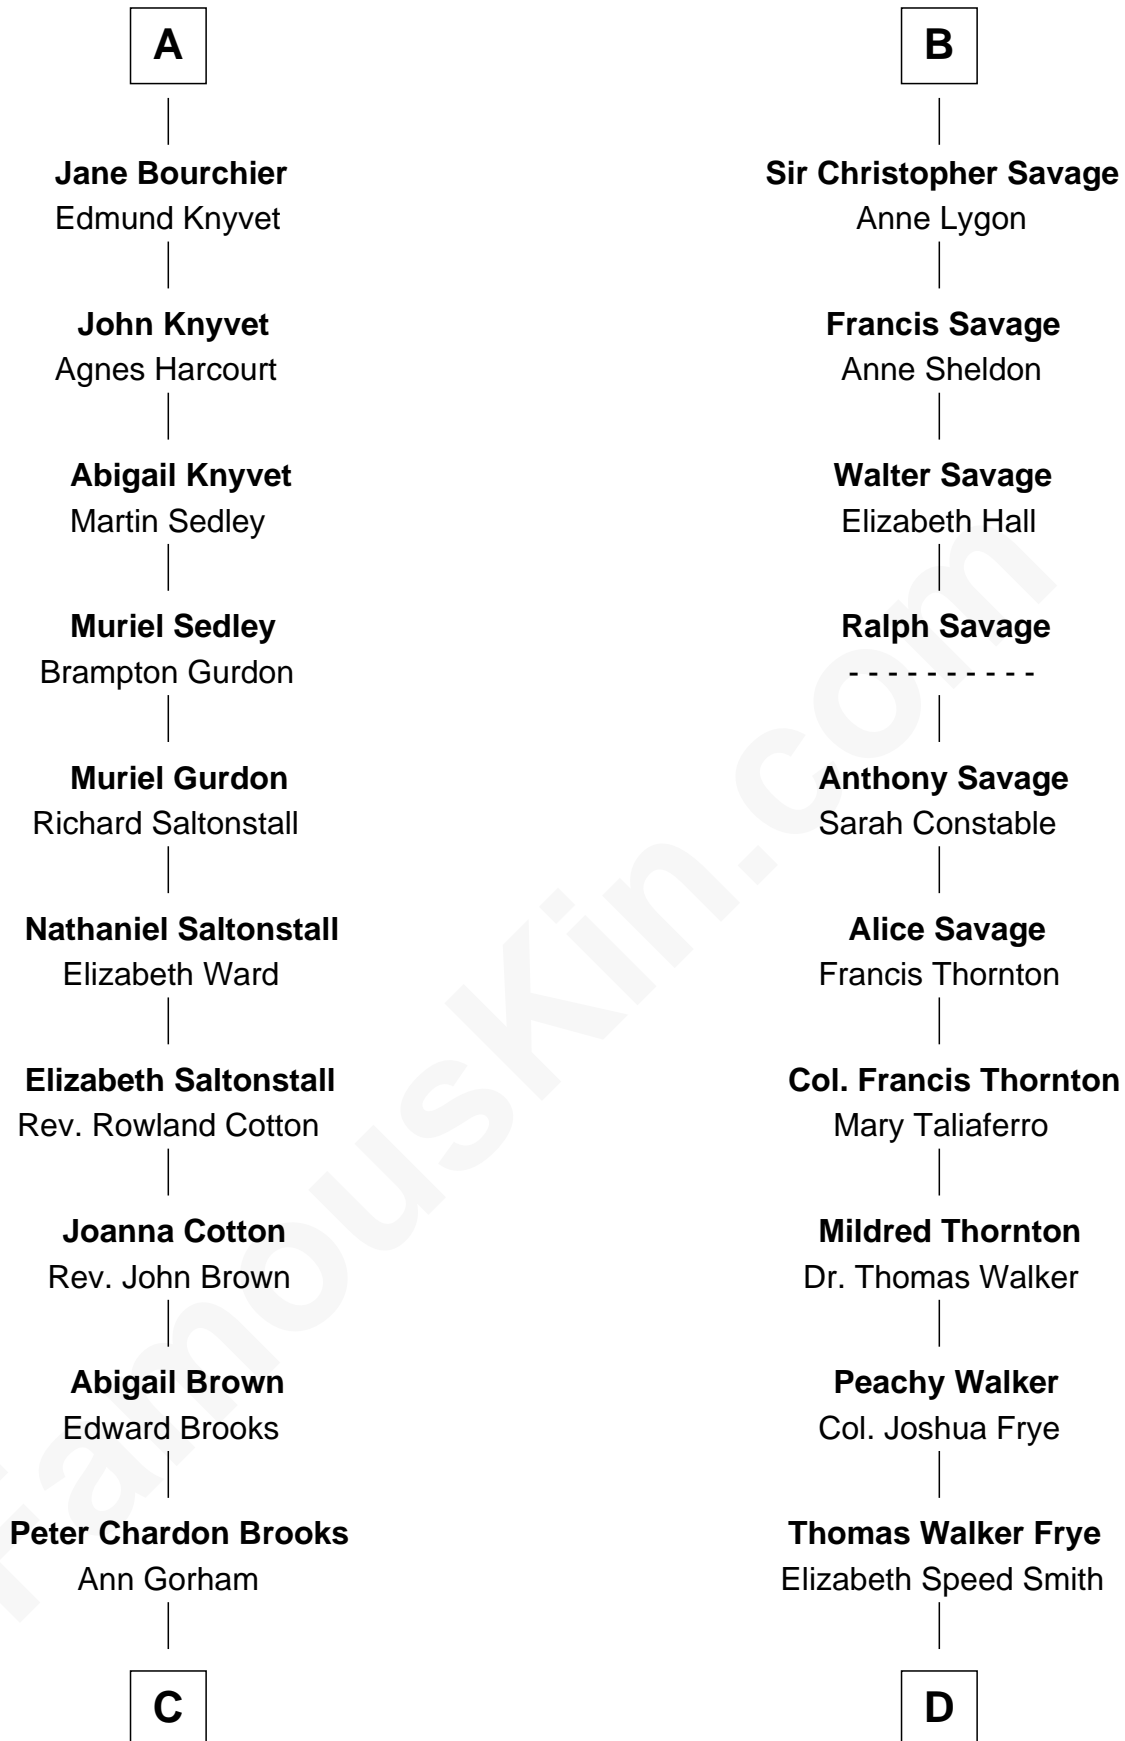 A
Jane Bourchier
Edmund Knyvet
John Knyvet
Agnes Harcourt
Abigail Knyvet
Martin Sedley
Muriel Sedley
Brampton Gurdon
Muriel Gurdon
Richard Saltonstall
Nathaniel Saltonstall
Elizabeth Ward
Elizabeth Saltonstall
Rev. Rowland Cotton
Joanna Cotton
Rev. John Brown
Abigail Brown
Edward Brooks
Peter Chardon Brooks
Ann Gorham
C
B
Sir Christopher Savage
Anne Lygon
Francis Savage
Anne Sheldon
Walter Savage
Elizabeth Hall
Ralph Savage
- - - - - - - - - -
Anthony Savage
Sarah Constable
Alice Savage
Francis Thornton
Col. Francis Thornton
Mary Taliaferro
Mildred Thornton
Dr. Thomas Walker
Peachy Walker
Col. Joshua Frye
Thomas Walker Frye
Elizabeth Speed Smith
D
FamousKin.com